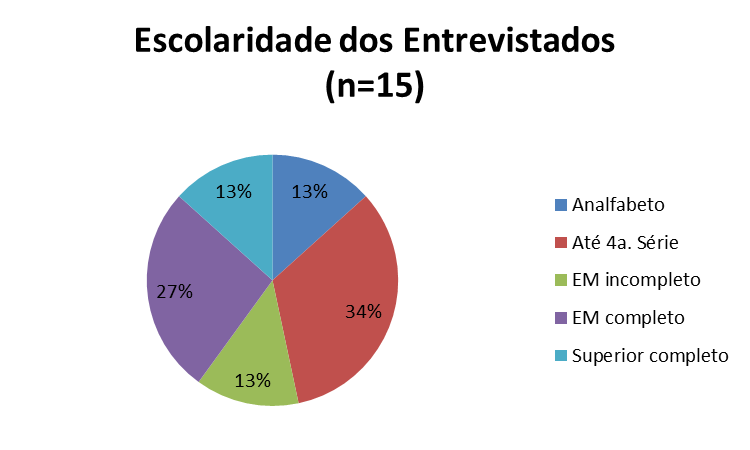 Escolaridade dos Entrevistados
(n=15)
13%
13%
34%
27%
13%
Analfabeto
Até 4a. Série
EM incompleto
EM completo
Superior completo